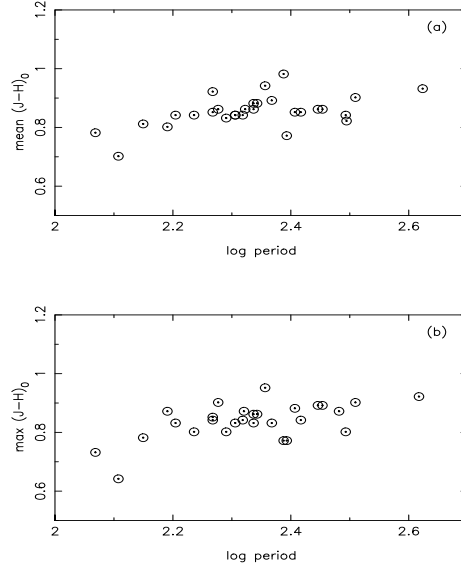 (a)
mean (J−H)0
1.2
1
0.8
0.6
2 2.2 2.4 2.6
log period
(b)
max (J−H)0
1.2
1
0.8
0.6
2 2.2 2.4 2.6
log period